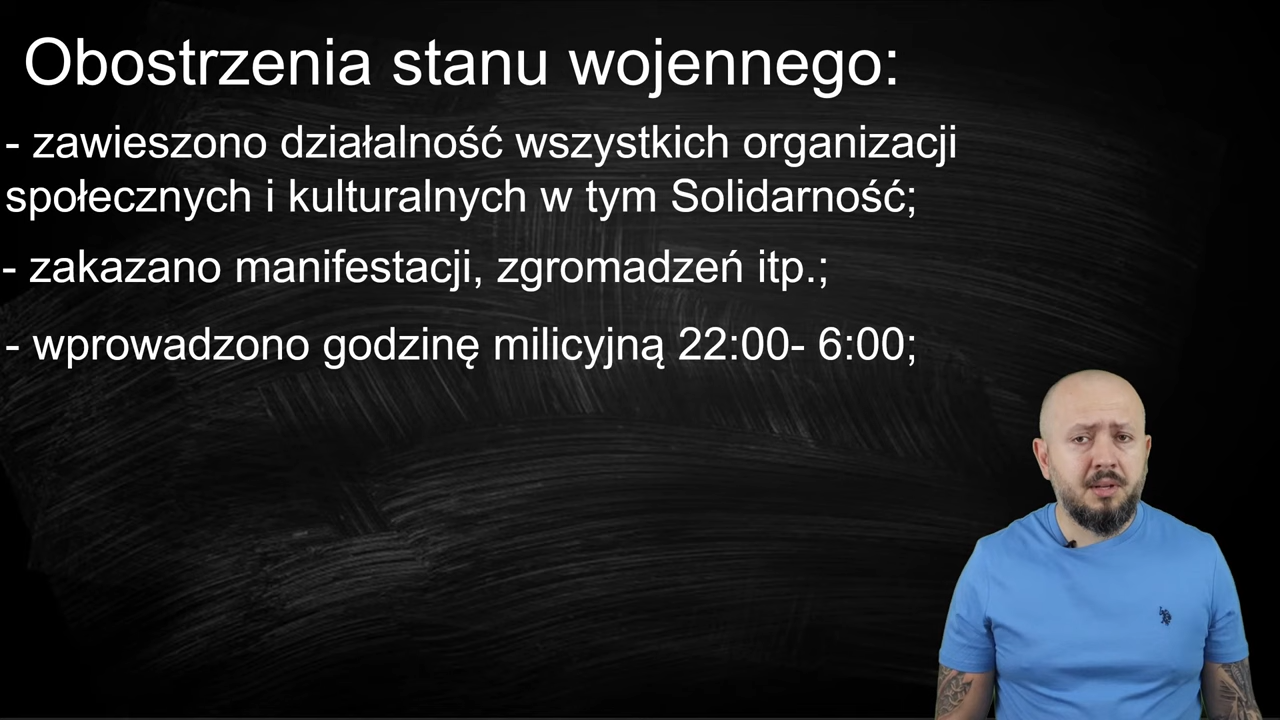 Obostrzenia stanu wojennego:
- zawieszono działalność wszystkich organizacji
społecznych i kulturalnych w tym Solidarność;
- zakazano manifestacji, zgromadzeń itp.;
- wprowadzono godzinę milicyjną 22:00- 6:00;